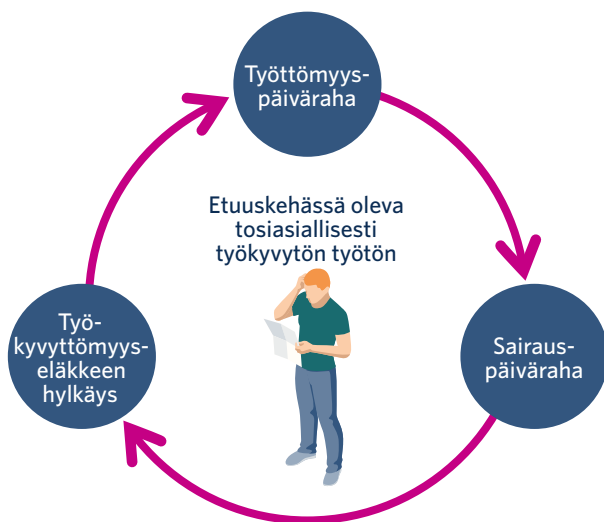 Työttömyys-
päiväraha
Etuuskehässä oleva
tosiasiallisesti
työkyvytön työtön
Työ-
kyvyttömyys-
eläkkeen
hylkäys
Sairaus-
päiväraha